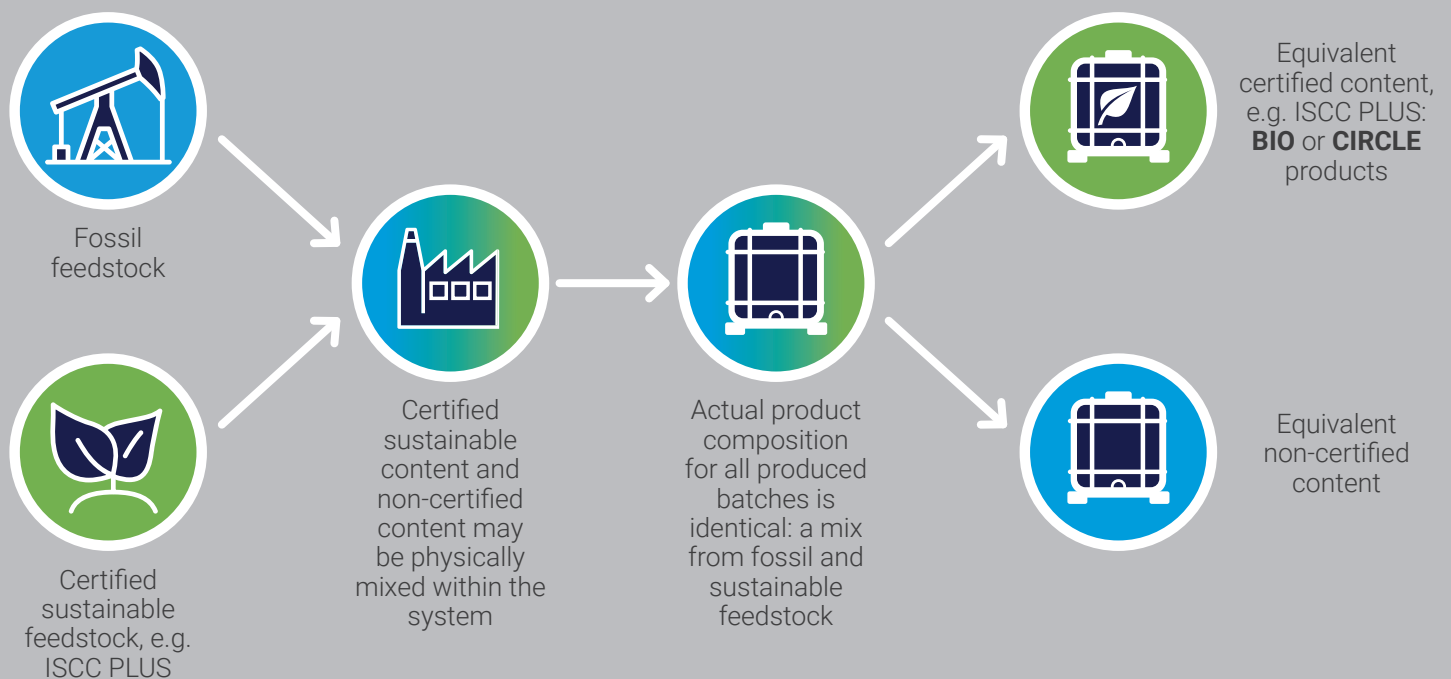 Fossil
feedstock
Certified
sustainable
feedstock, e.g.
ISCC PLUS
Certified
sustainable
content and
non-certified
content may
be physically
mixed within the
system
Actual product
composition
for all produced
batches is
identical: a mix
from fossil and
sustainable
feedstock
Equivalent
certified content,
e.g. ISCC PLUS:
BIO or CIRCLE
products
Equivalent
non-certified
content